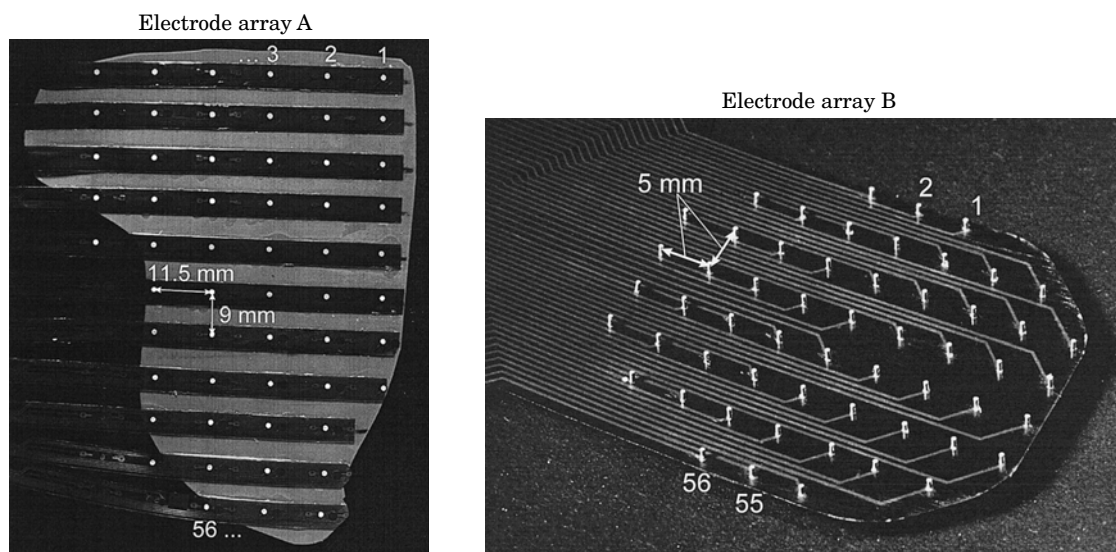 Electrode array A
... 3 2 1
11.5 mm
9 mm
56 ...
Electrode array B
5 mm
2
1
56
55